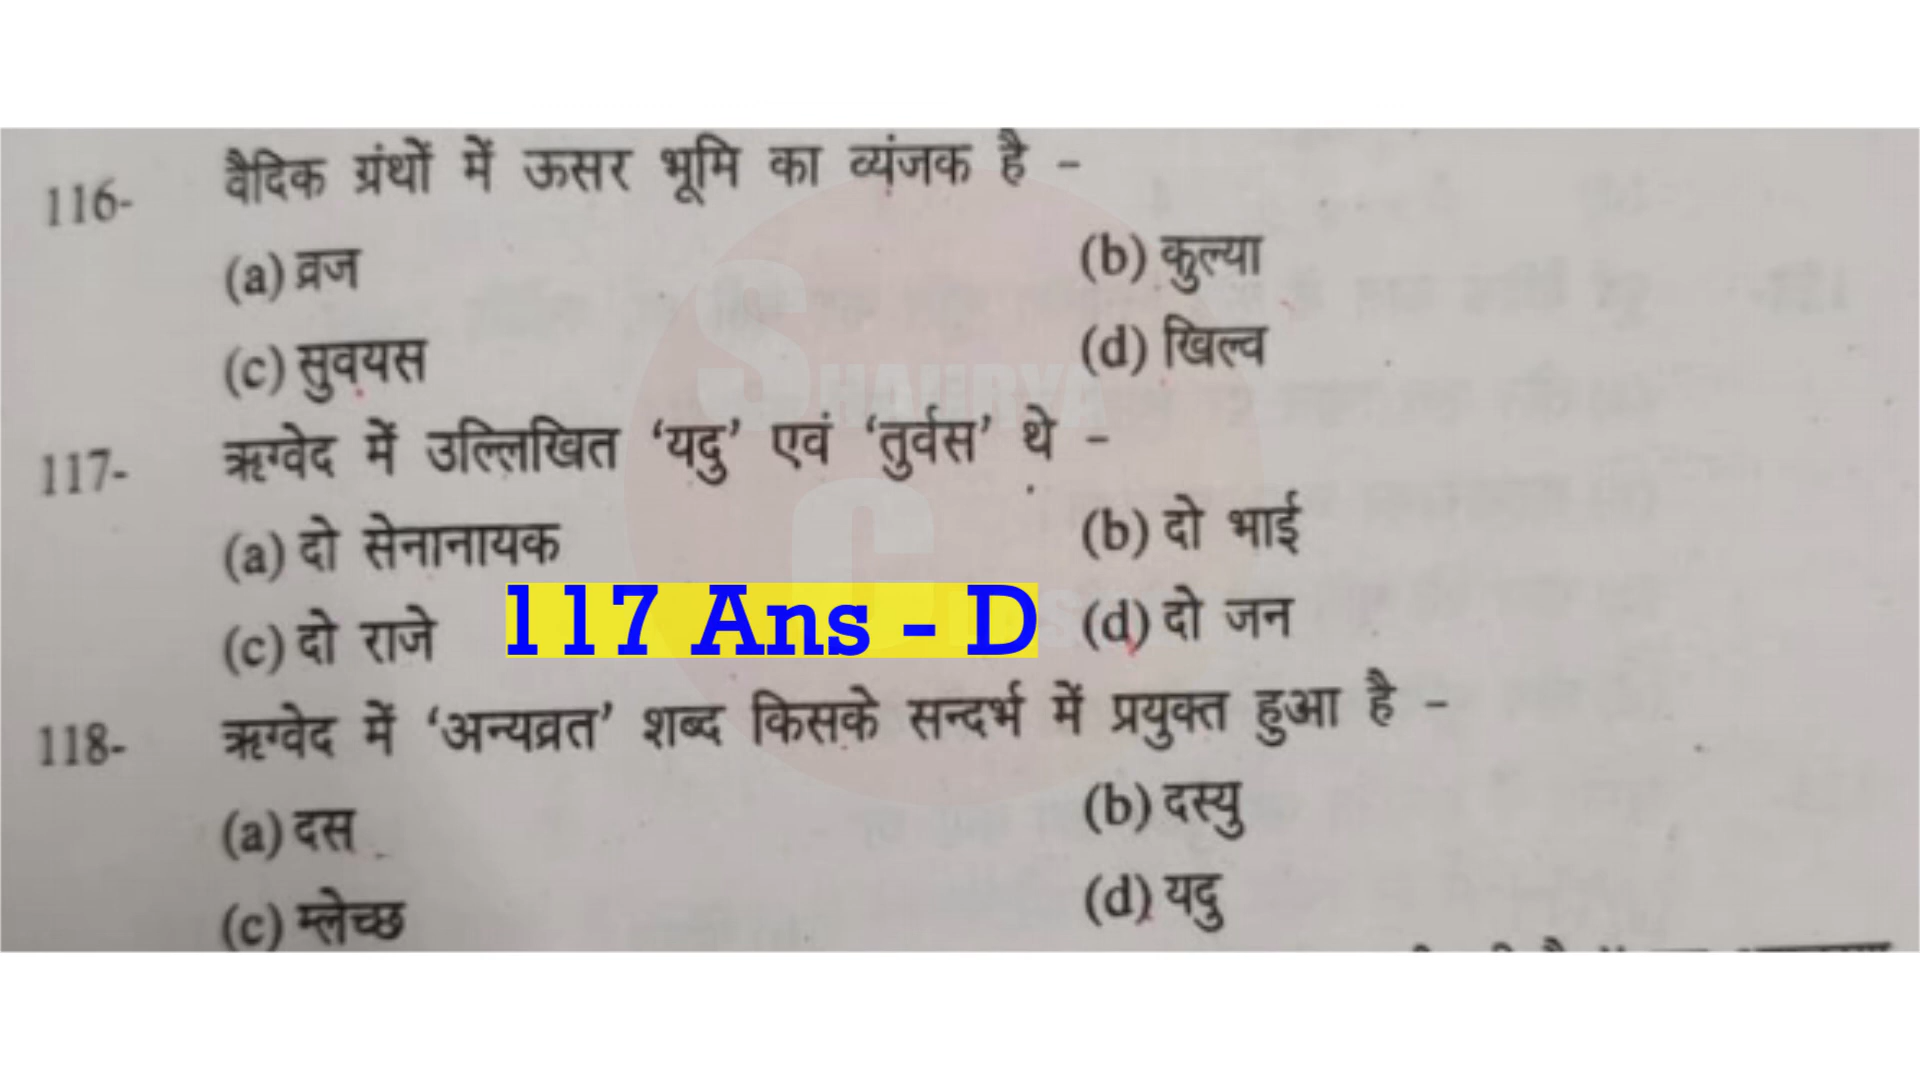 116- वैदिक ग्रंथों में ऊसर भूमि का व्यंजक है -
(a) व्रज (b) कुल्या
(c) सुवयस (d) खिल्व
117- ऋग्वेद में उल्लिखित ‘यदु’ एवं ‘तुर्वस’ थे -
(a) दो सेनानायक (b) दो भाई
(c) दो राजे 117 Ans - D (d) दो जन
118- ऋग्वेद में ‘अन्यव्रत’ शब्द किसके सन्दर्भ में प्रयुक्त हुआ है -
(a) दस (b) दस्यु
(c) म्लेच्छ (d) यदु